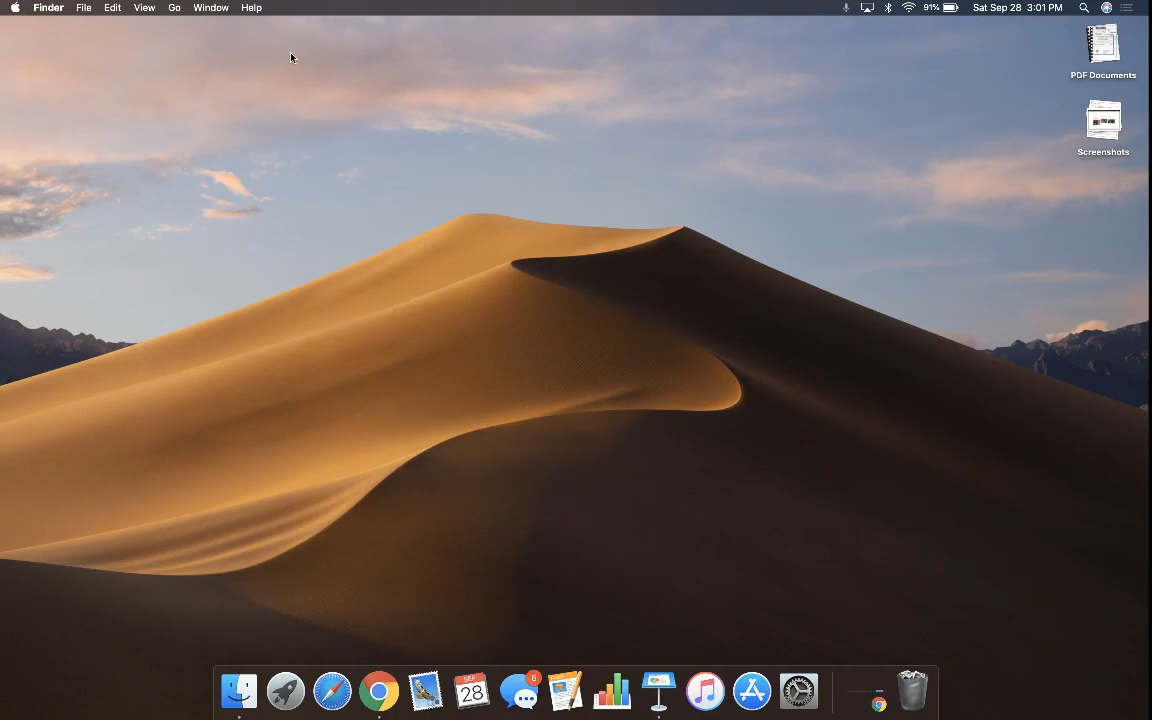 Finder File Edit View Go Window Help 91% Sat Sep 28 3:01 PM
PDF Documents
Screenshots
6
SEP
28